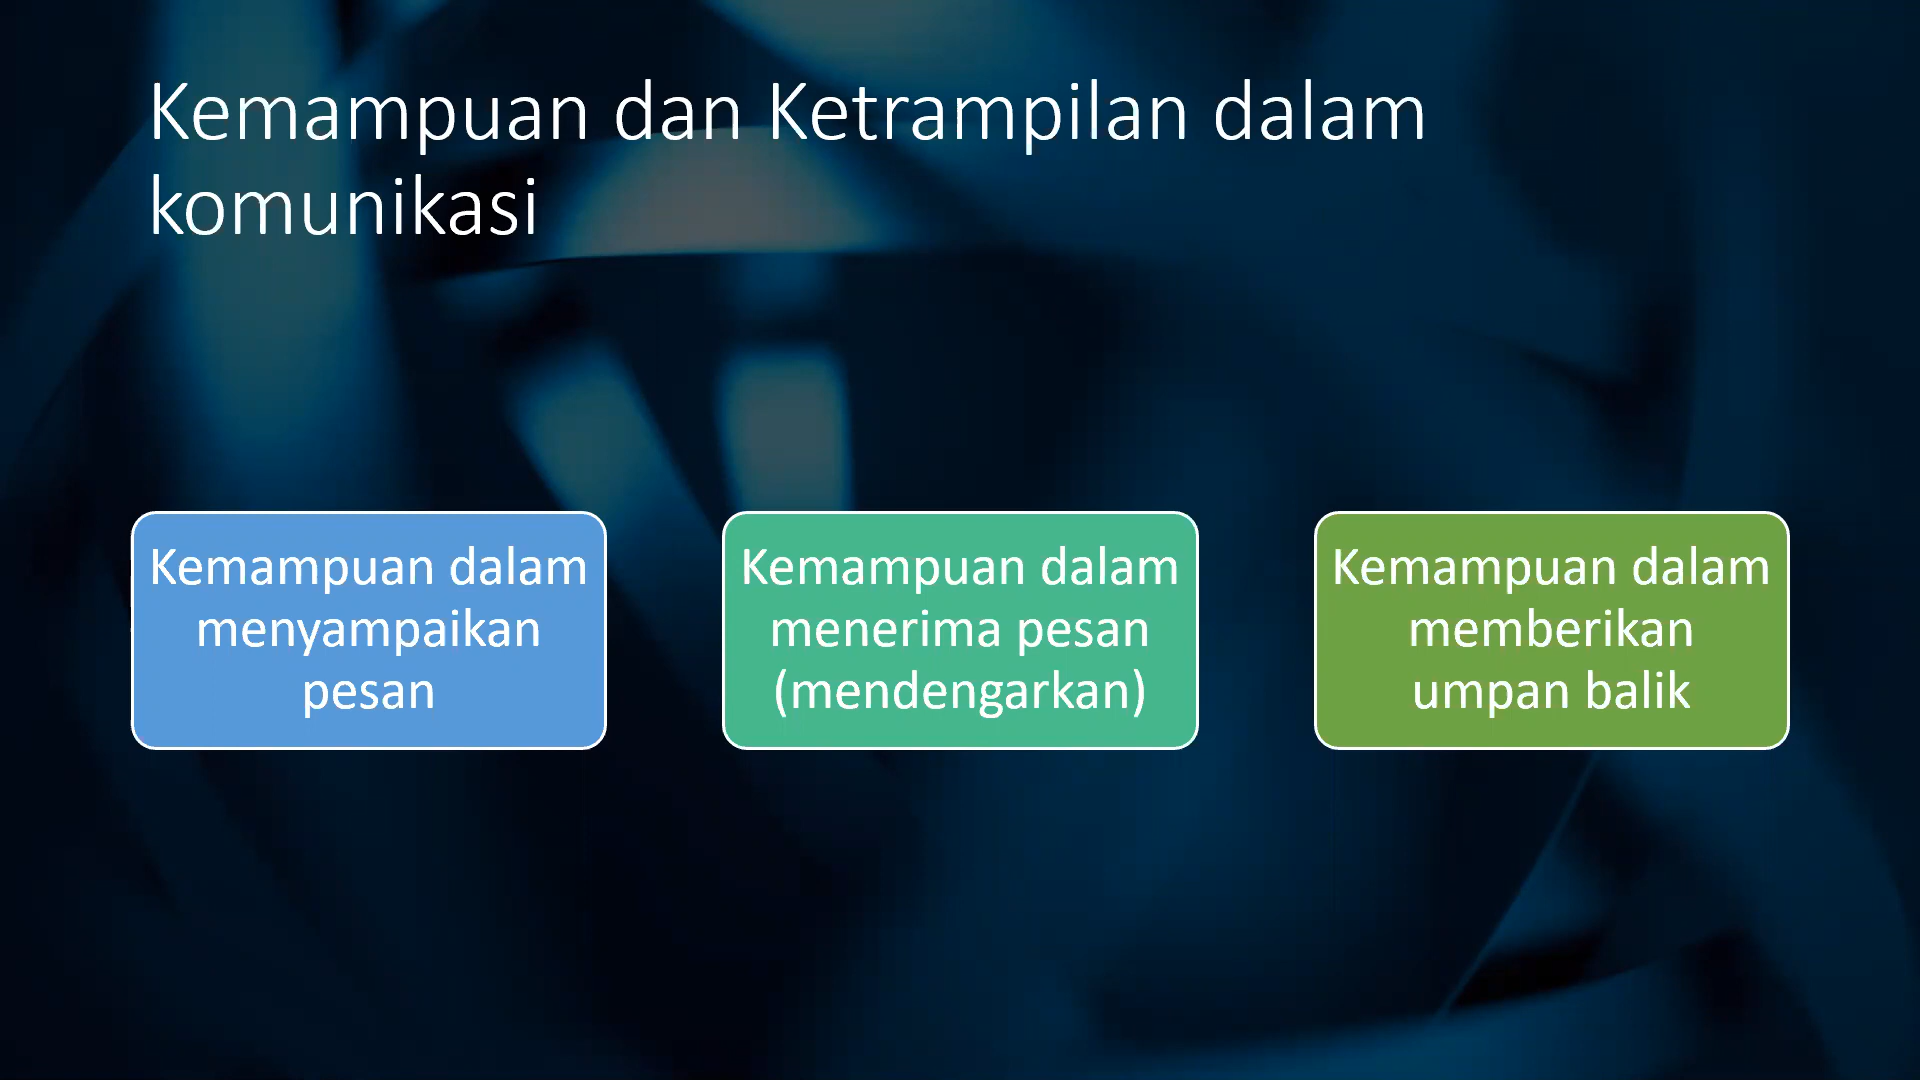 Kemampuan dan Ketrampilan dalam
komunikasi
Kemampuan dalam
menyampaikan
pesan
Kemampuan dalam
menerima pesan
(mendengarkan)
Kemampuan dalam
memberikan
umpan balik